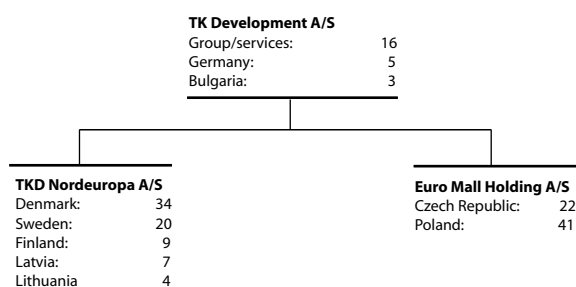 TK Development A/S
Group/services: 16
Germany: 5
Bulgaria: 3
TKD Nordeuropa A/S
Denmark: 34
Sweden: 20
Finland: 9
Latvia: 7
Lithuania 4
Euro Mall Holding A/S
Czech Republic: 22
Poland: 41